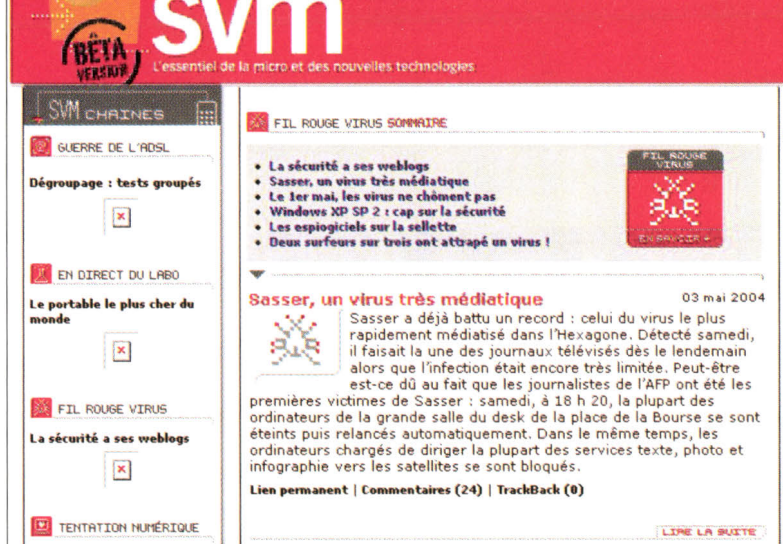 BÊTA
VERSION
svm
L'essentiel de la micro et des nouvelles technologies
SVM CHAINES
GUERRE DE L'ADSL
Dégroupage : tests groupés
EN DIRECT DU LABO
Le portable le plus cher du
monde
FIL ROUGE VIRUS
La sécurité a ses weblogs
TENTATION NUMÉRIQUE
FIL ROUGE VIRUS SOMMAIRE
• La sécurité a ses weblogs
• Sasser, un virus très médiatique
• Le 1er mai, les virus ne chôment pas
• Windows XP SP 2 : cap sur la sécurité
• Les espiogiciels sur la sellette
• Deux surfeurs sur trois ont attrapé un virus !
FIL ROUGE
VIRUS
EN SAVOIR +
Sasser, un virus très médiatique
03 mai 2004
Sasser a déjà battu un record : celui du virus le plus
rapidement médiatisé dans l'Hexagone. Détecté samedi,
il faisait la une des journaux télévisés dès le lendemain
alors que l'infection était encore très limitée. Peut-être
est-ce dû au fait que les journalistes de l'AFP ont été les
premières victimes de Sasser : samedi, à 18 h 20, la plupart des
ordinateurs de la grande salle du desk de la place de la Bourse se sont
éteints puis relancés automatiquement. Dans le même temps, les
ordinateurs chargés de diriger la plupart des services texte, photo et
infographie vers les satellites se sont bloqués.
Lien permanent | Commentaires (24) | TrackBack (0)
LIRE LA SUITE